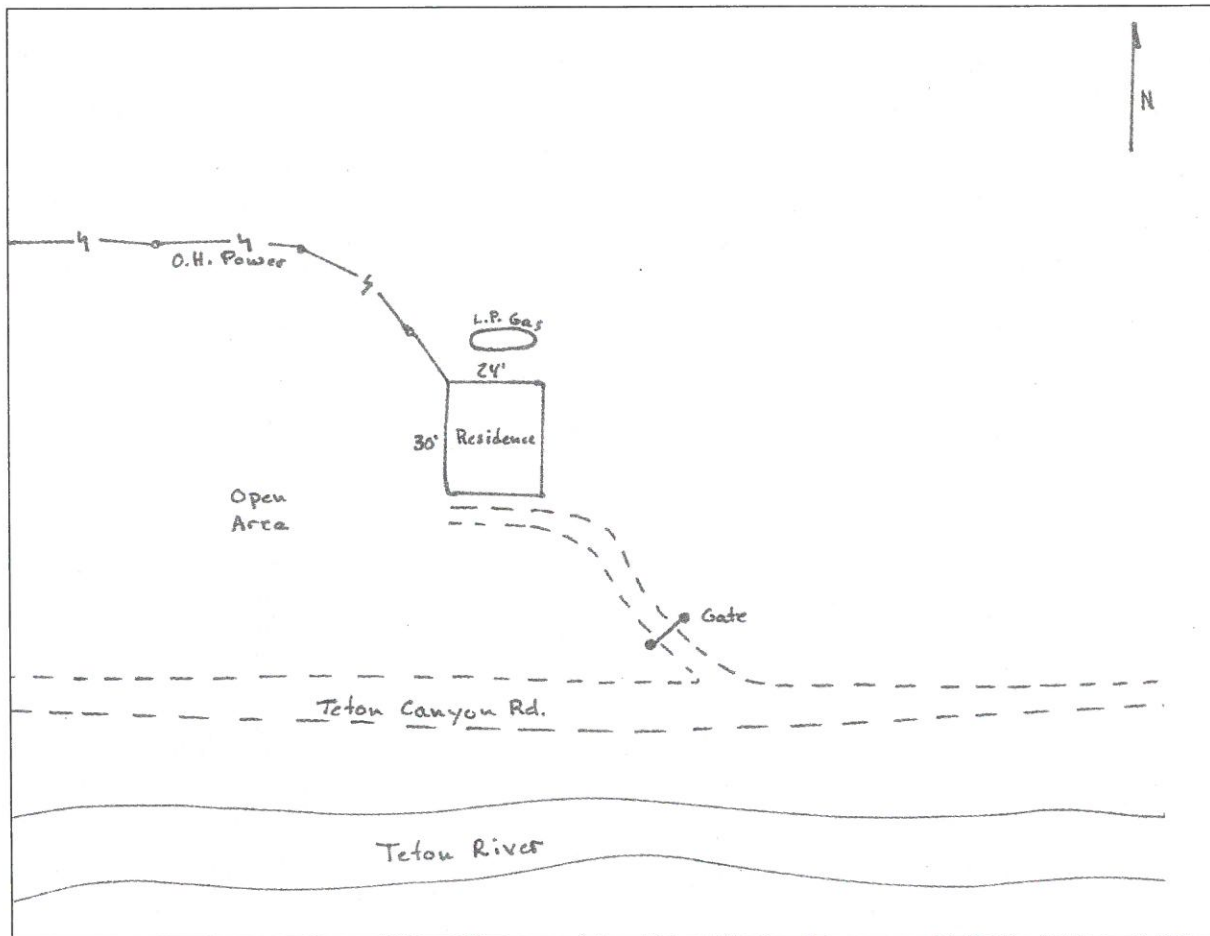 N
O.H. Power
L.P. Gas
24'
30'
Residence
Open
Area
Gate
Teton Canyon Rd.
Teton River